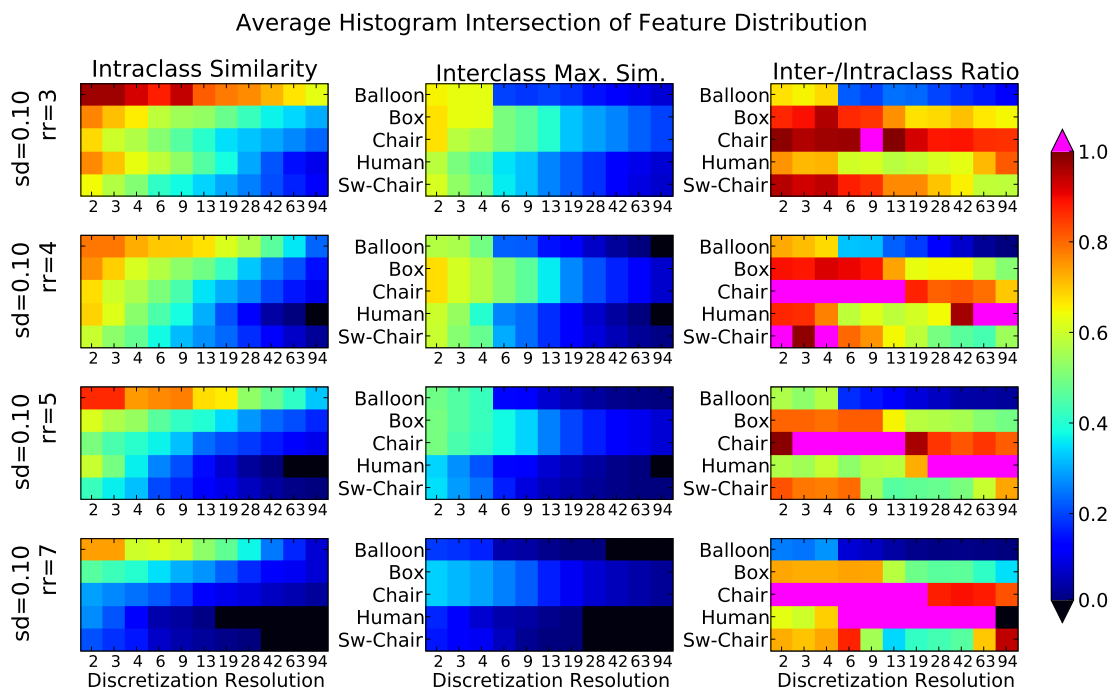 Average Histogram Intersection of Feature Distribution
Intraclass Similarity
Interclass Max. Sim.
Inter-/Intraclass Ratio
sd=0.10
rr=3
2 3 4 6 9 13 19 28 42 63 94
Balloon
Box
Chair
Human
Sw-Chair
2 3 4 6 9 13 19 28 42 63 94
Balloon
Box
Chair
Human
Sw-Chair
2 3 4 6 9 13 19 28 42 63 94
sd=0.10
rr=4
2 3 4 6 9 13 19 28 42 63 94
Balloon
Box
Chair
Human
Sw-Chair
2 3 4 6 9 13 19 28 42 63 94
Balloon
Box
Chair
Human
Sw-Chair
2 3 4 6 9 13 19 28 42 63 94
sd=0.10
rr=5
2 3 4 6 9 13 19 28 42 63 94
Balloon
Box
Chair
Human
Sw-Chair
2 3 4 6 9 13 19 28 42 63 94
Balloon
Box
Chair
Human
Sw-Chair
2 3 4 6 9 13 19 28 42 63 94
sd=0.10
rr=7
2 3 4 6 9 13 19 28 42 63 94
Discretization Resolution
Balloon
Box
Chair
Human
Sw-Chair
2 3 4 6 9 13 19 28 42 63 94
Discretization Resolution
Balloon
Box
Chair
Human
Sw-Chair
2 3 4 6 9 13 19 28 42 63 94
Discretization Resolution
1.0
0.8
0.6
0.4
0.2
0.0